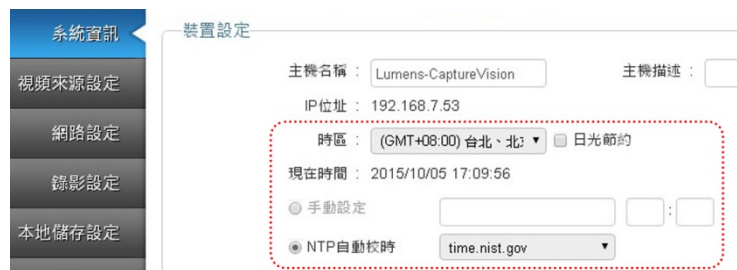 系統資訊
視頻來源設定
網路設定
錄影設定
本地儲存設定
裝置設定
主機名稱 : Lumens-CaptureVision 主機描述 :
IP位址 : 192.168.7.53
時區 : (GMT+08:00) 台北、北 日光節約
現在時間 : 2015/10/05 17:09:56
手動設定 :
NTP自動校時 time.nist.gov